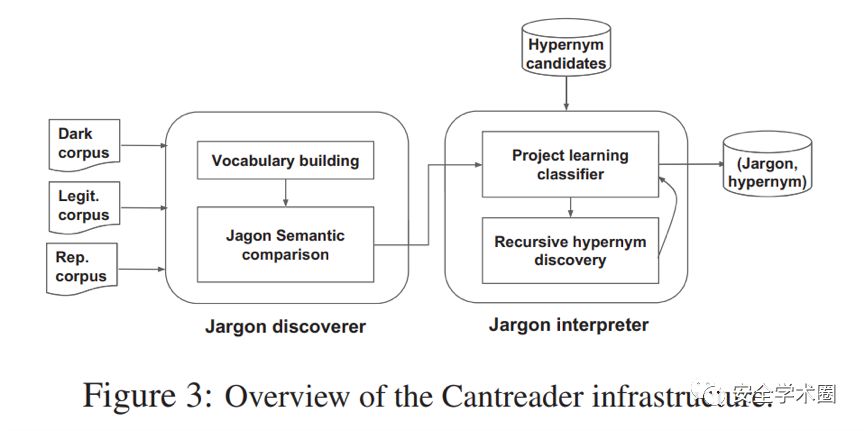 Hypernym
candidates
Dark
corpus
Legit.
corpus
Rep.
corpus
Vocabulary building
Jagon Semantic
comparison
Jargon discoverer
Project learning
classifier
Recursive hypernym
discovery
Jargon interpreter
(Jargon,
hypernym)
Figure 3: Overview of the Cantreader infrastructure.
安全学术圈